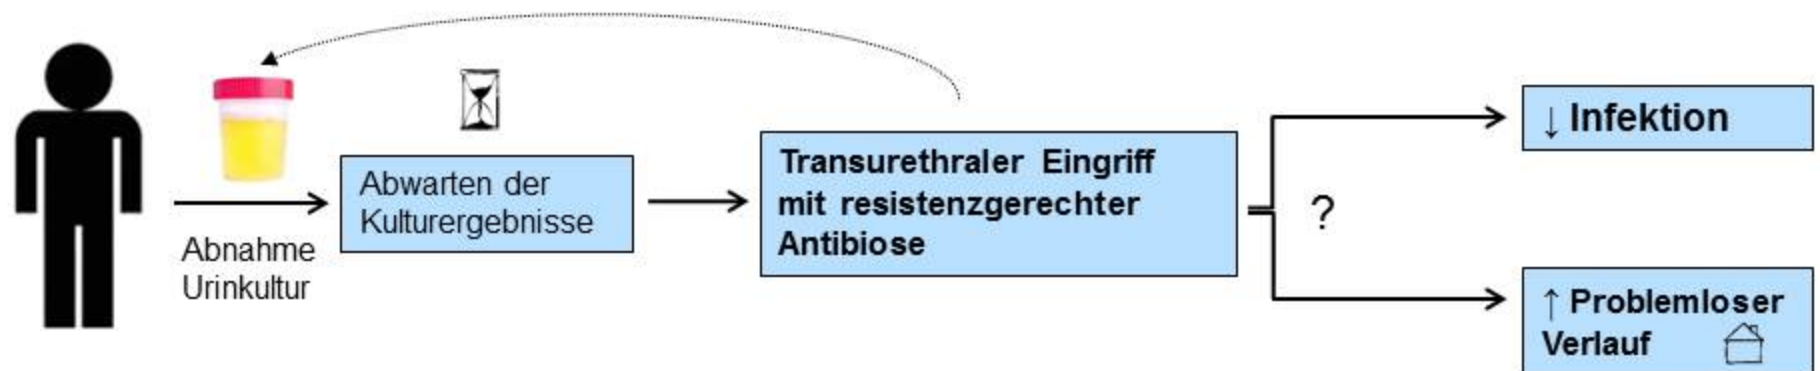 Abnahme
Urinkultur
Abwarten der
Kulturergebnisse
Transurethraler Eingriff
mit resistenzgerechter
Antibiose
?
↓ Infektion
↑ Problemloser
Verlauf